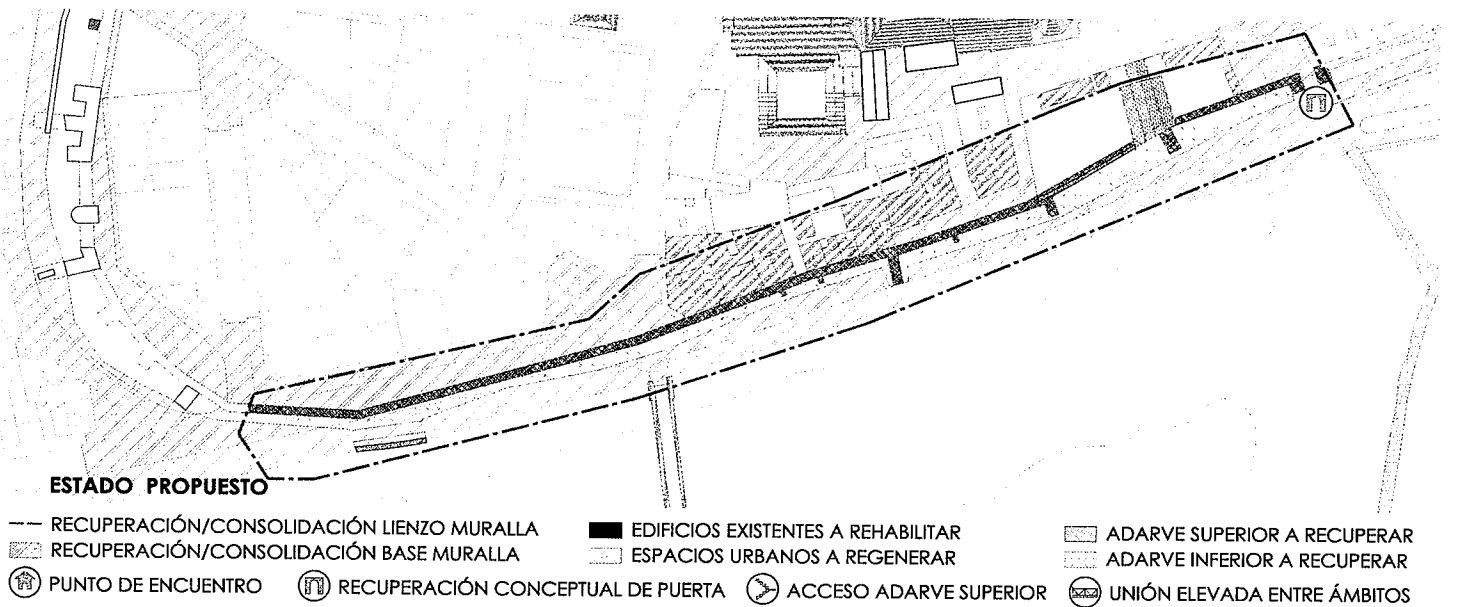 ESTADO PROPUESTO
RECUPERACIÓN/CONSOLIDACIÓN LIENZO MURALLA
EDIFICIOS EXISTENTES A REHABILITAR
ADARVE SUPERIOR A RECUPERAR
RECUPERACIÓN/CONSOLIDACIÓN BASE MURALLA
ESPACIOS URBANOS A REGENERAR
ADARVE INFERIOR A RECUPERAR
PUNTO DE ENCUENTRO
RECUPERACIÓN CONCEPTUAL DE PUERTA
ACCESO ADARVE SUPERIOR
UNIÓN ELEVADA ENTRE ÁMBITOS